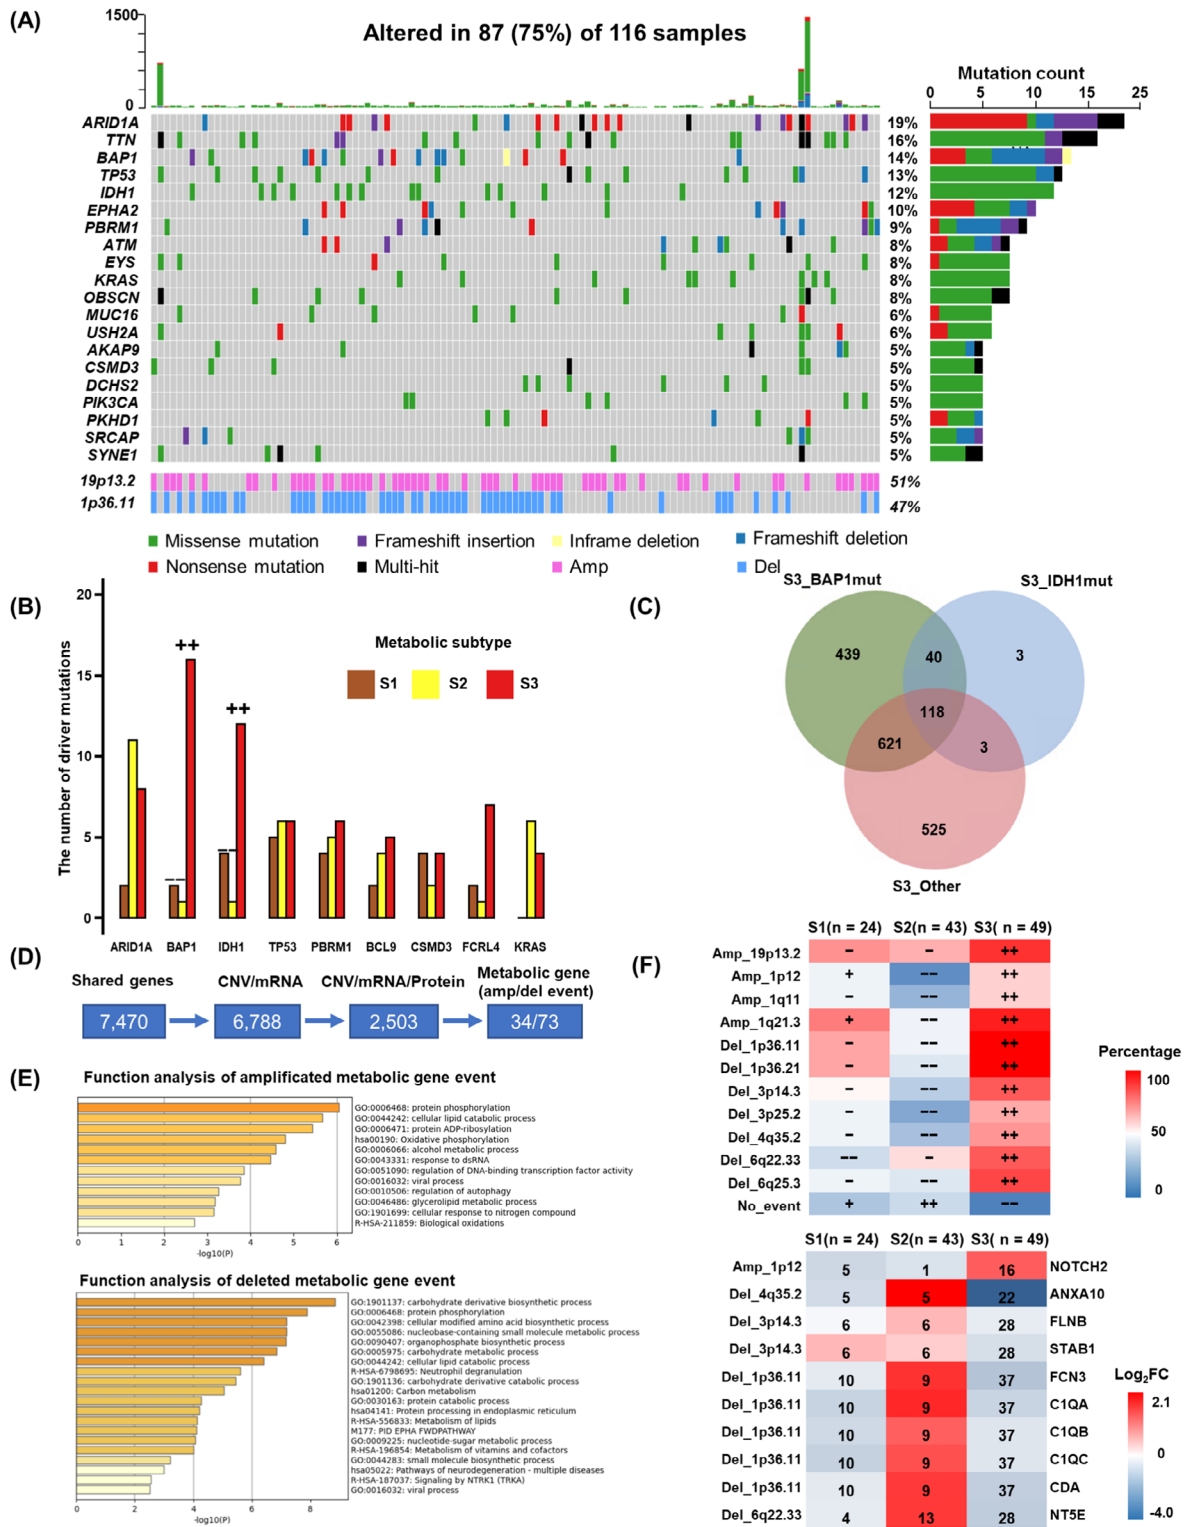 (A)
1500
0
Altered in 87 (75%) of 116 samples
Mutation count
0 5 10 15 20 25
ARID1A 19%
TTN 16%
BAP1 14%
TP53 13%
IDH1 12%
EPHA2 10%
PBRM1 9%
ATM 8%
EYS 8%
KRAS 8%
OBSCN 8%
MUC16 6%
USH2A 6%
AKAP9 5%
CSMD3 5%
DCHS2 5%
PIK3CA 5%
PKHD1 5%
SRCAP 5%
SYNE1 5%
19p13.2 51%
1p36.11 47%
Missense mutation Frameshift insertion Inframe deletion Frameshift deletion
Nonsense mutation Multi-hit Amp Del
(B)
The number of driver mutations
20
15
10
5
0
Metabolic subtype
S1 S2 S3
++
++
-- --
ARID1A BAP1 IDH1 TP53 PBRM1 BCL9 CSMD3 FCRL4 KRAS
(C)
S3_BAP1mut S3_IDH1mut
439 40 3
118
621 3
525
S3_Other
(D)
Shared genes CNV/mRNA CNV/mRNA/Protein Metabolic gene
(amp/del event)
7,470 6,788 2,503 34/73
(E)
Function analysis of amplificated metabolic gene event
GO:0006468: protein phosphorylation
GO:0044242: cellular lipid catabolic process
GO:0006471: protein ADP-ribosylation
hsa00190: Oxidative phosphorylation
GO:0006066: alcohol metabolic process
GO:0043331: response to dsRNA
GO:0051090: regulation of DNA-binding transcription factor activity
GO:0016032: viral process
GO:0010506: regulation of autophagy
GO:0046486: glycerolipid metabolic process
GO:1901699: cellular response to nitrogen compound
R-HSA-211859: Biological oxidations
0 1 2 3 4 5 6
-log10(P)
Function analysis of deleted metabolic gene event
GO:1901137: carbohydrate derivative biosynthetic process
GO:0006468: protein phosphorylation
GO:0042398: cellular modified amino acid biosynthetic process
GO:0055086: nucleobase-containing small molecule metabolic process
GO:0090407: organophosphate biosynthetic process
GO:0005975: carbohydrate metabolic process
GO:0044242: cellular lipid catabolic process
R-HSA-6798695: Neutrophil degranulation
GO:1901136: carbohydrate derivative catabolic process
hsa01200: Carbon metabolism
GO:0030163: protein catabolic process
hsa04141: Protein processing in endoplasmic reticulum
R-HSA-556833: Metabolism of lipids
M177: PID EPHA FWDPATHWAY
GO:0009225: nucleotide-sugar metabolic process
R-HSA-196854: Metabolism of vitamins and cofactors
GO:0044283: small molecule biosynthetic process
hsa05022: Pathways of neurodegeneration - multiple diseases
R-HSA-187037: Signaling by NTRK1 (TRKA)
GO:0016032: viral process
0 2 4 6 8
-log10(P)
(F)
S1(n = 24) S2(n = 43) S3( n = 49)
Amp_19p13.2 - - ++
Amp_1p12 + -- ++
Amp_1q11 - -- ++
Amp_1q21.3 + -- ++
Del_1p36.11 - -- ++
Del_1p36.21 - -- ++
Del_3p14.3 - -- ++
Del_3p25.2 - -- ++
Del_4q35.2 - -- ++
Del_6q22.33 -- - ++
Del_6q25.3 - -- ++
No_event + ++ --
Percentage
100
50
0
S1(n = 24) S2(n = 43) S3( n = 49)
Amp_1p12 5 1 16 NOTCH2
Del_4q35.2 5 5 22 ANXA10
Del_3p14.3 6 6 28 FLNB
Del_3p14.3 6 6 28 STAB1
Del_1p36.11 10 9 37 FCN3
Del_1p36.11 10 9 37 C1QA
Del_1p36.11 10 9 37 C1QB
Del_1p36.11 10 9 37 C1QC
Del_1p36.11 10 9 37 CDA
Del_6q22.33 4 13 28 NT5E
Log2FC
2.1
0
-4.0